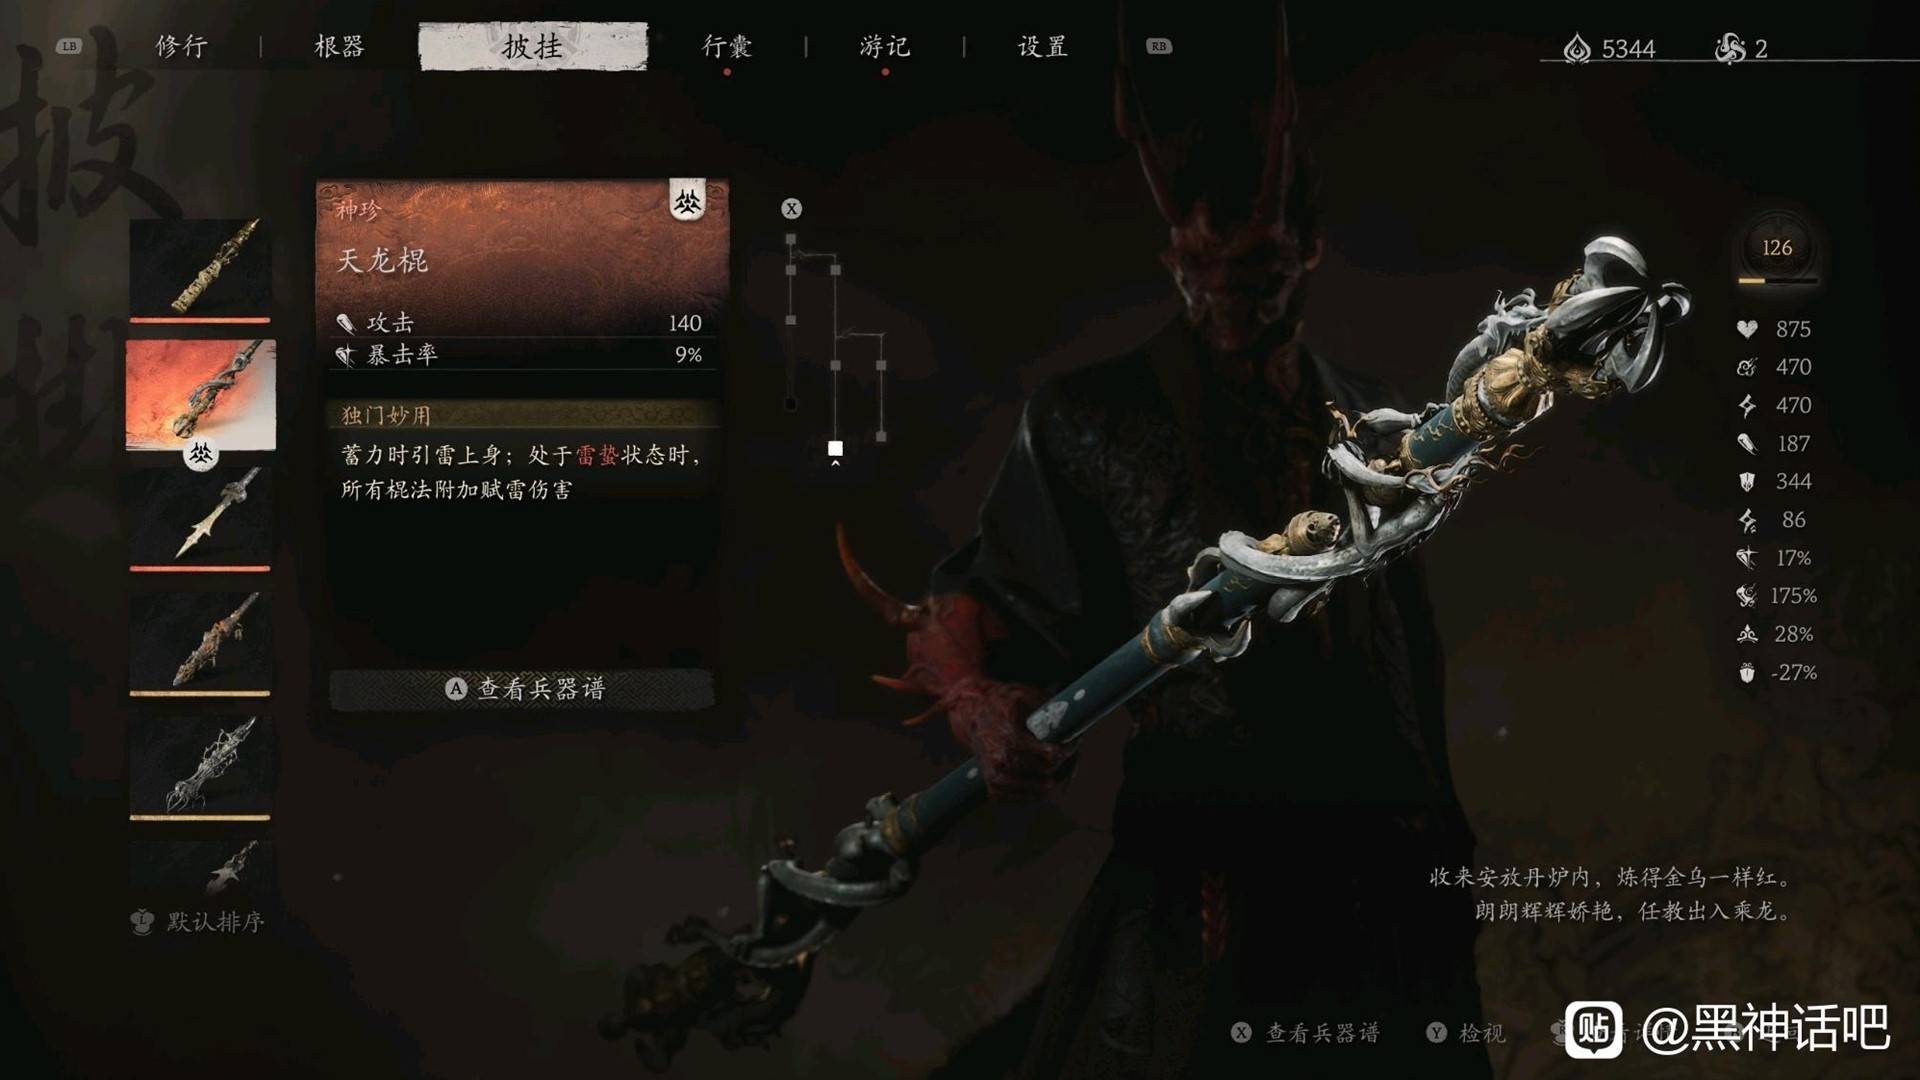 LB
修行
根器
披挂
行囊
游记
设置
RB
5344
2
披挂
神珍
天龙棍
攻击 140
暴击率 9%
独门妙用
蓄力时引雷上身；处于雷蛰状态时，
所有棍法附加赋雷伤害
A 查看兵器谱
X
126
875
470
470
187
344
86
17%
175%
28%
-27%
L 默认排序
收来安放丹炉内，炼得金乌一样红。
朗朗辉辉娇艳，任教出入乘龙。
X 查看兵器谱
Y 检视
贴 @黑神话吧